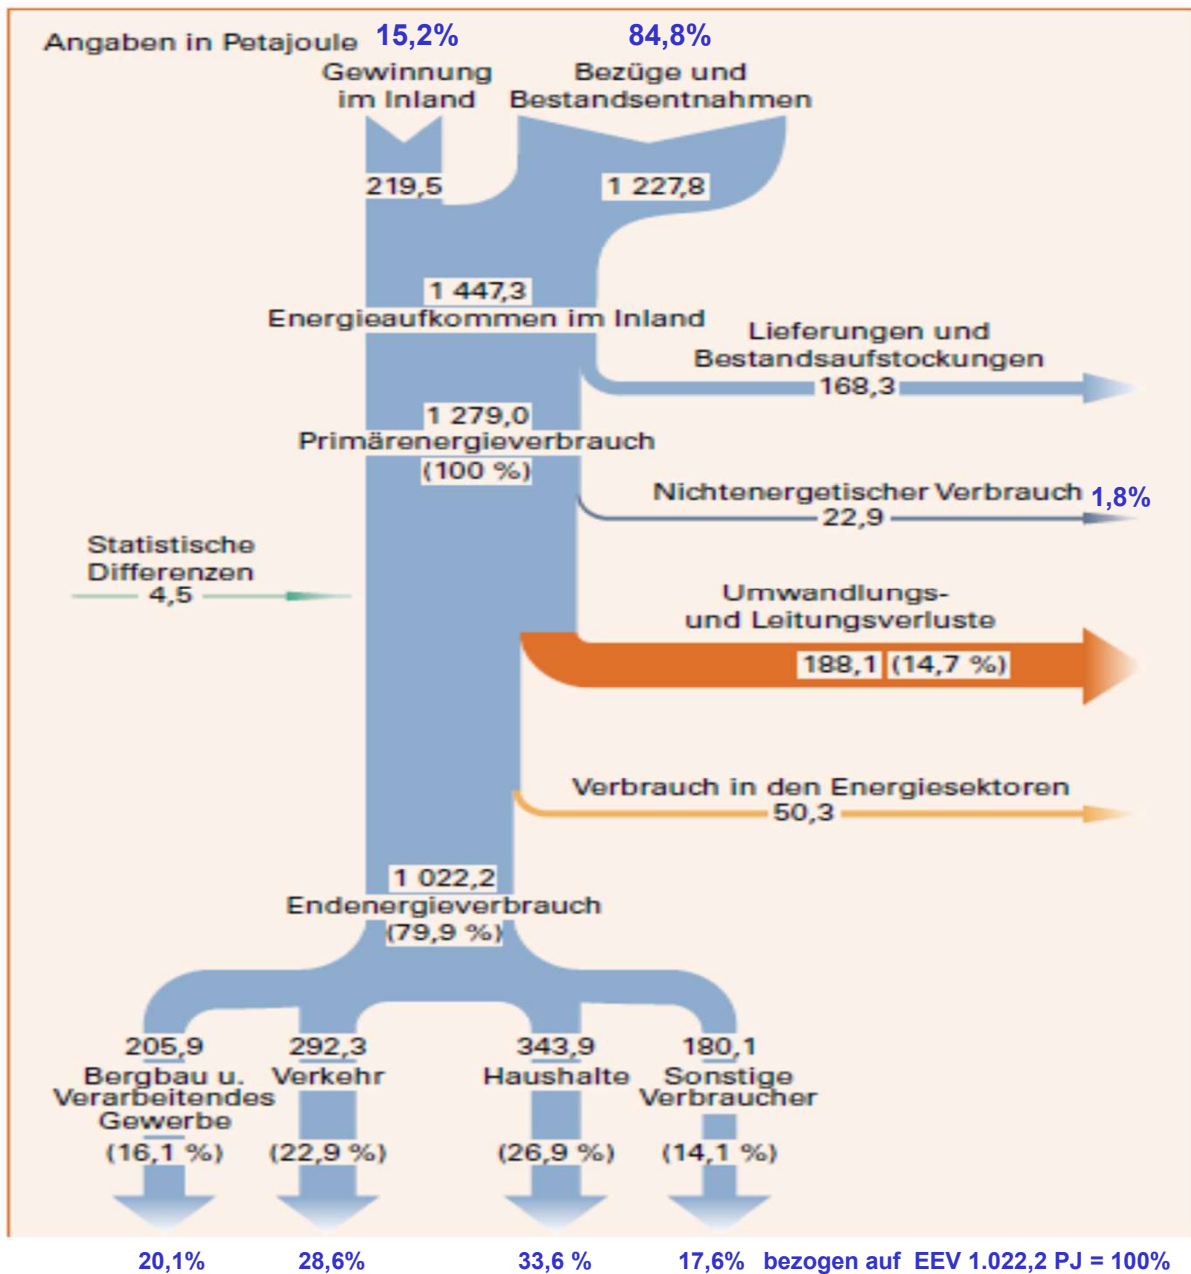 Angaben in Petajoule 15,2% 84,8%
Gewinnung
im Inland
Bezüge und
Bestandsentnahmen
219,5
1 227,8
1 447,3
Energieaufkommen im Inland
Lieferungen und
Bestandsaufstockungen
168,3
1 279,0
Primärenergieverbrauch
(100 %)
Nichtenergetischer Verbrauch 1,8%
22,9
Statistische
Differenzen
4,5
Umwandlungs-
und Leitungsverluste
188,1 (14,7 %)
Verbrauch in den Energiesektoren
50,3
1 022,2
Endenergieverbrauch
(79,9 %)
205,9
Bergbau u.
Verarbeitendes
Gewerbe
(16,1 %)
292,3
Verkehr
(22,9 %)
343,9
Haushalte
(26,9 %)
180,1
Sonstige
Verbraucher
(14,1 %)
20,1% 28,6% 33,6 % 17,6% bezogen auf EEV 1.022,2 PJ = 100%